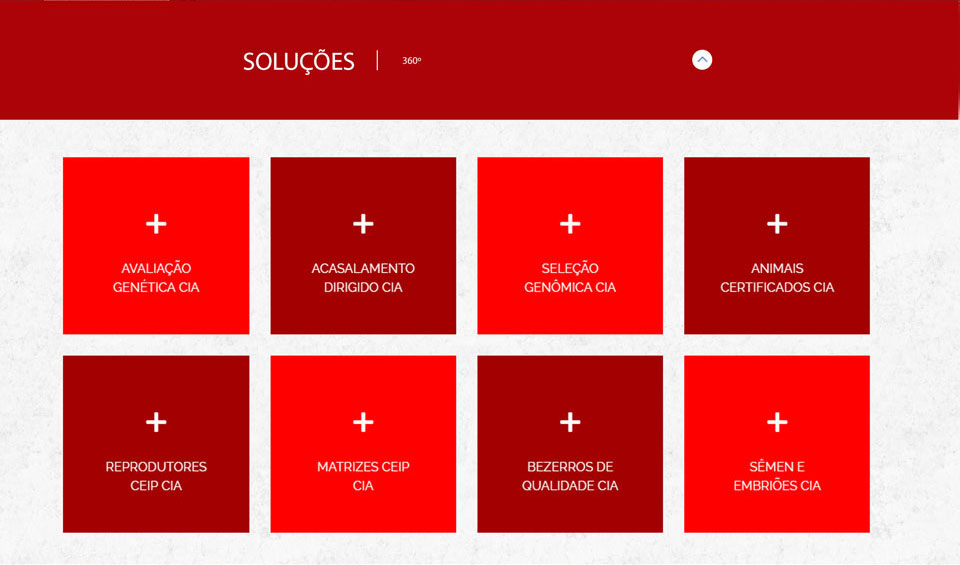 SOLUÇÕES | 360º
+
AVALIAÇÃO
GENÉTICA CIA
+
ACASALAMENTO
DIRIGIDO CIA
+
SELEÇÃO
GENÔMICA CIA
+
ANIMAIS
CERTIFICADOS CIA
+
REPRODUTORES
CEIP CIA
+
MATRIZES CEIP
CIA
+
BEZERROS DE
QUALIDADE CIA
+
SÊMEN E
EMBRIÕES CIA